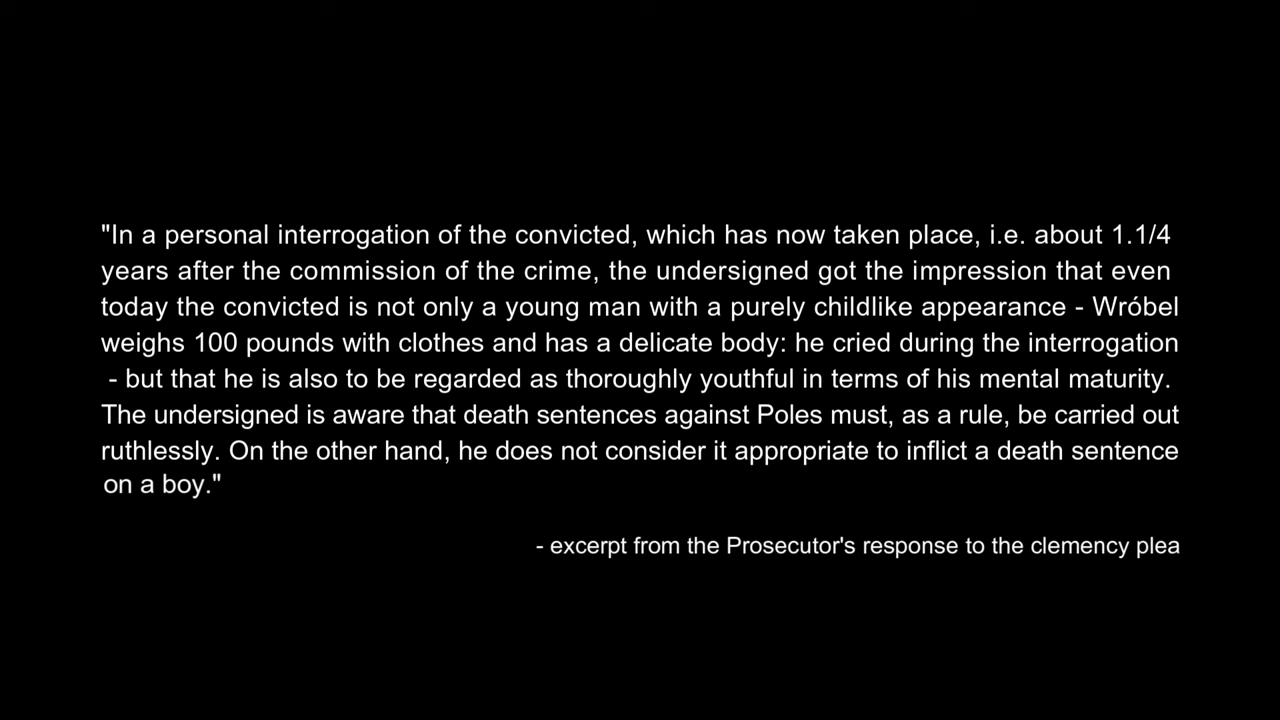 "In a personal interrogation of the convicted, which has now taken place, i.e. about 1.1/4
years after the commission of the crime, the undersigned got the impression that even
today the convicted is not only a young man with a purely childlike appearance - Wróbel
weighs 100 pounds with clothes and has a delicate body: he cried during the interrogation
- but that he is also to be regarded as thoroughly youthful in terms of his mental maturity.
The undersigned is aware that death sentences against Poles must, as a rule, be carried out
ruthlessly. On the other hand, he does not consider it appropriate to inflict a death sentence
on a boy."
- excerpt from the Prosecutor's response to the clemency plea